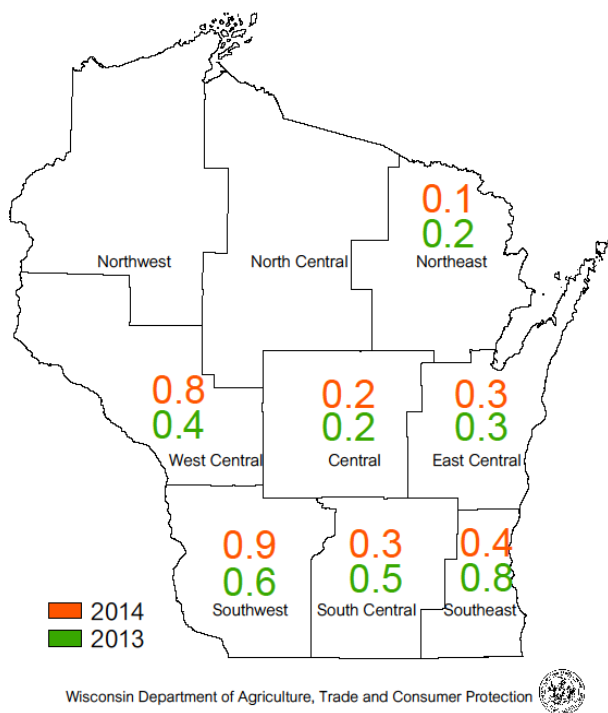 0.1
0.2
Northwest North Central Northeast
0.8 0.2 0.3
0.4 0.2 0.3
West Central Central East Central
0.9 0.3 0.4
0.6 0.5 0.8
Southwest South Central Southeast
2014
2013
Wisconsin Department of Agriculture, Trade and Consumer Protection